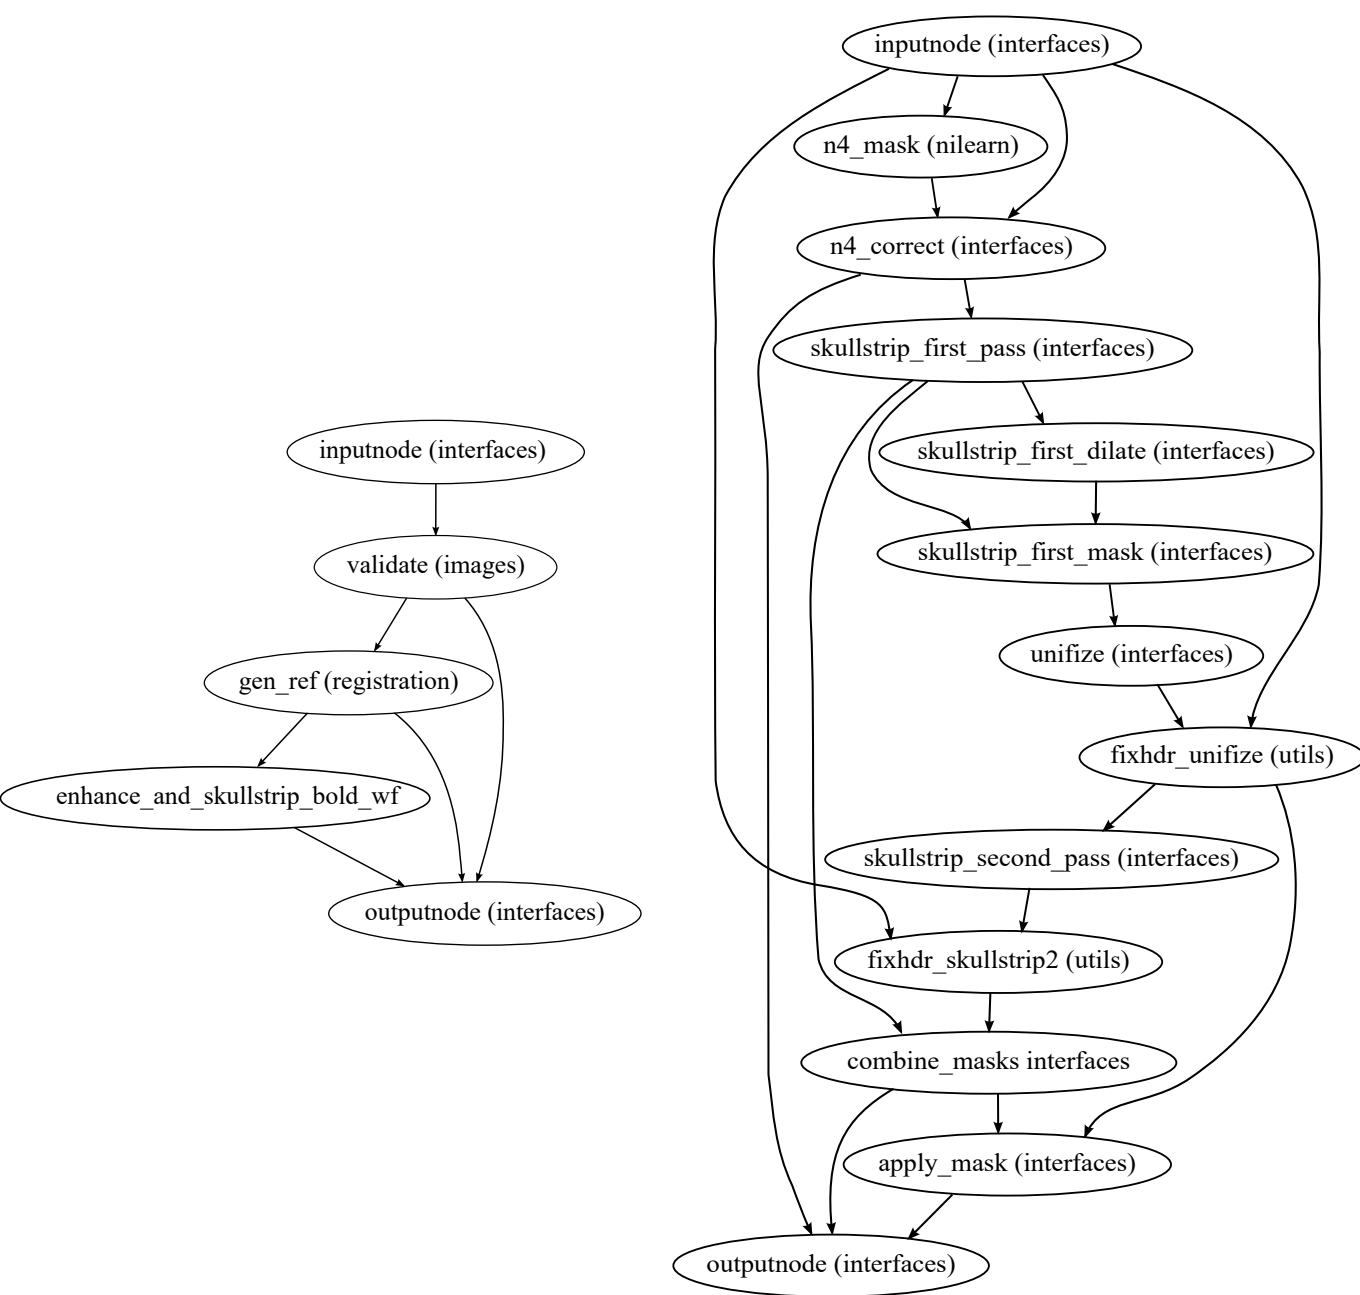 inputnode (interfaces)
validate (images)
gen_ref (registration)
enhance_and_skullstrip_bold_wf
outputnode (interfaces)
inputnode (interfaces)
n4_mask (nilearn)
n4_correct (interfaces)
skullstrip_first_pass (interfaces)
skullstrip_first_dilate (interfaces)
skullstrip_first_mask (interfaces)
unifize (interfaces)
fixhdr_unifize (utils)
skullstrip_second_pass (interfaces)
fixhdr_skullstrip2 (utils)
combine_masks interfaces
apply_mask (interfaces)
outputnode (interfaces)